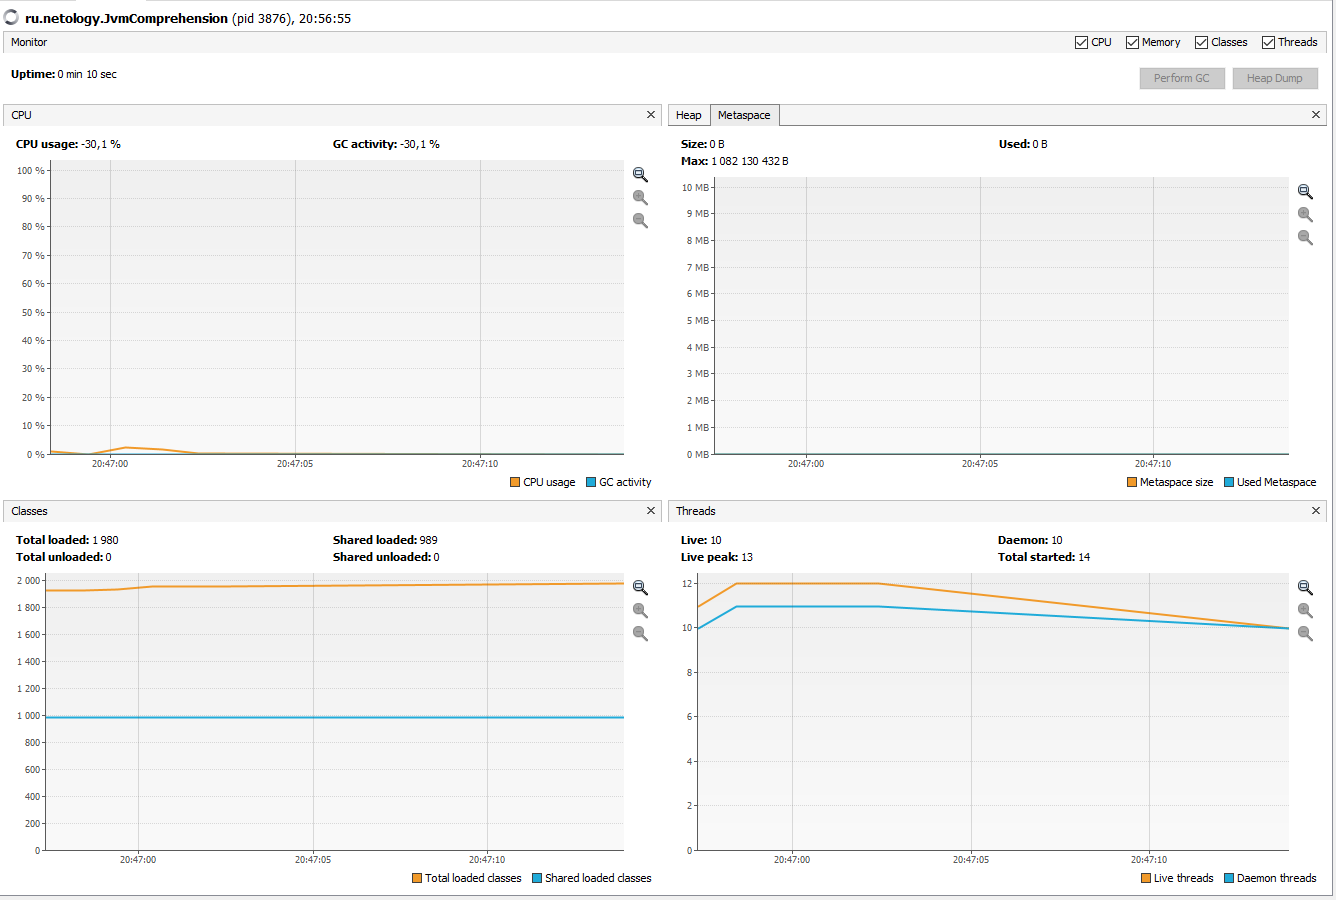 ru.netology.JvmComprehension (pid 3876), 20:56:55
Monitor
CPU
Memory
Classes
Threads
Uptime: 0 min 10 sec
Perform GC
Heap Dump
CPU
CPU usage: -30,1 %
GC activity: -30,1 %
100 %
90 %
80 %
70 %
60 %
50 %
40 %
30 %
20 %
10 %
0 %
20:47:00
20:47:05
20:47:10
CPU usage
GC activity
Heap
Metaspace
Size: 0 B
Used: 0 B
Max: 1 082 130 432 B
10 MB
9 MB
8 MB
7 MB
6 MB
5 MB
4 MB
3 MB
2 MB
1 MB
0 MB
20:47:00
20:47:05
20:47:10
Metaspace size
Used Metaspace
Classes
Total loaded: 1 980
Shared loaded: 989
Total unloaded: 0
Shared unloaded: 0
2 000
1 800
1 600
1 400
1 200
1 000
800
600
400
200
0
20:47:00
20:47:05
20:47:10
Total loaded classes
Shared loaded classes
Threads
Live: 10
Daemon: 10
Live peak: 13
Total started: 14
12
10
8
6
4
2
0
20:47:00
20:47:05
20:47:10
Live threads
Daemon threads